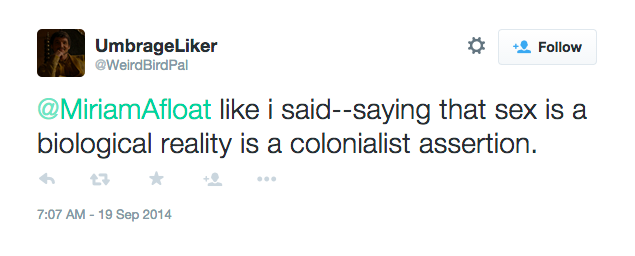 UmbrageLiker
@WeirdBirdPal
Follow
@MiriamAfloat like i said--saying that sex is a
biological reality is a colonialist assertion.
7:07 AM - 19 Sep 2014